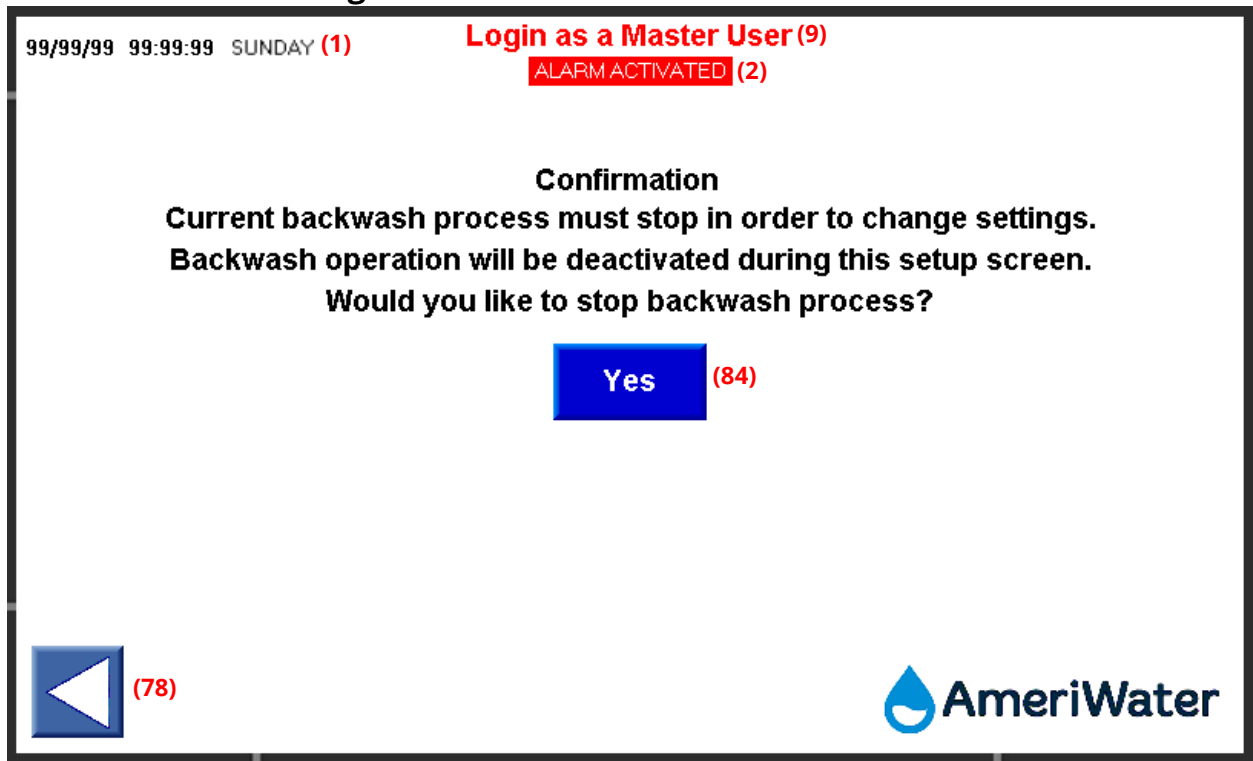 99/99/99 99:99:99 SUNDAY (1)
Login as a Master User (9)
ALARM ACTIVATED (2)
Confirmation
Current backwash process must stop in order to change settings.
Backwash operation will be deactivated during this setup screen.
Would you like to stop backwash process?
Yes (84)
(78)
AmeriWater